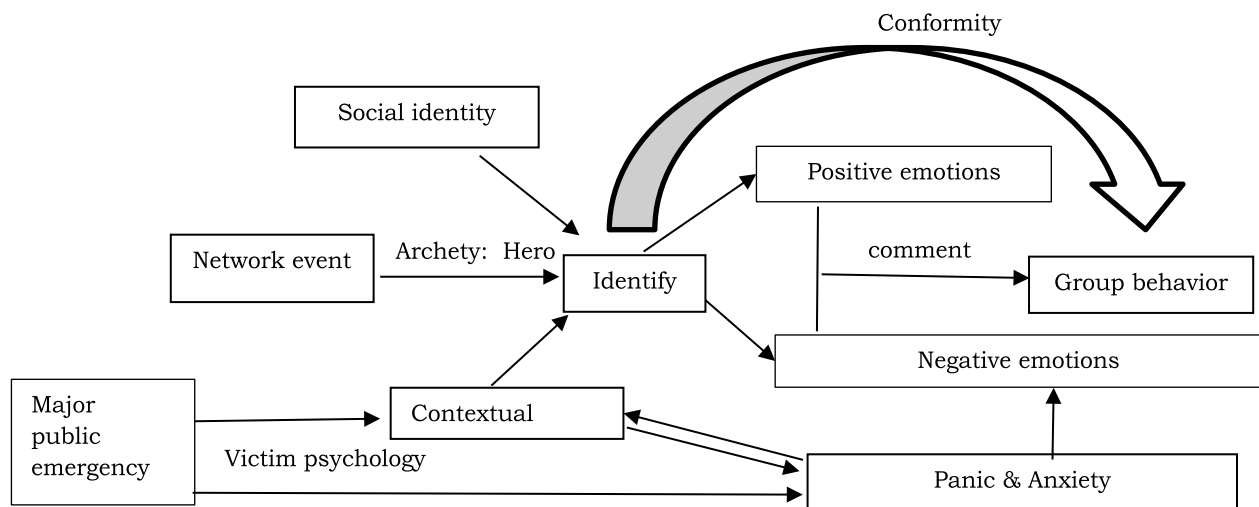 Conformity
Social identity
Positive emotions
Network event
Archety:  Hero
Identify
comment
Group behavior
Negative emotions
Major
public
emergency
Contextual
Victim psychology
Panic & Anxiety